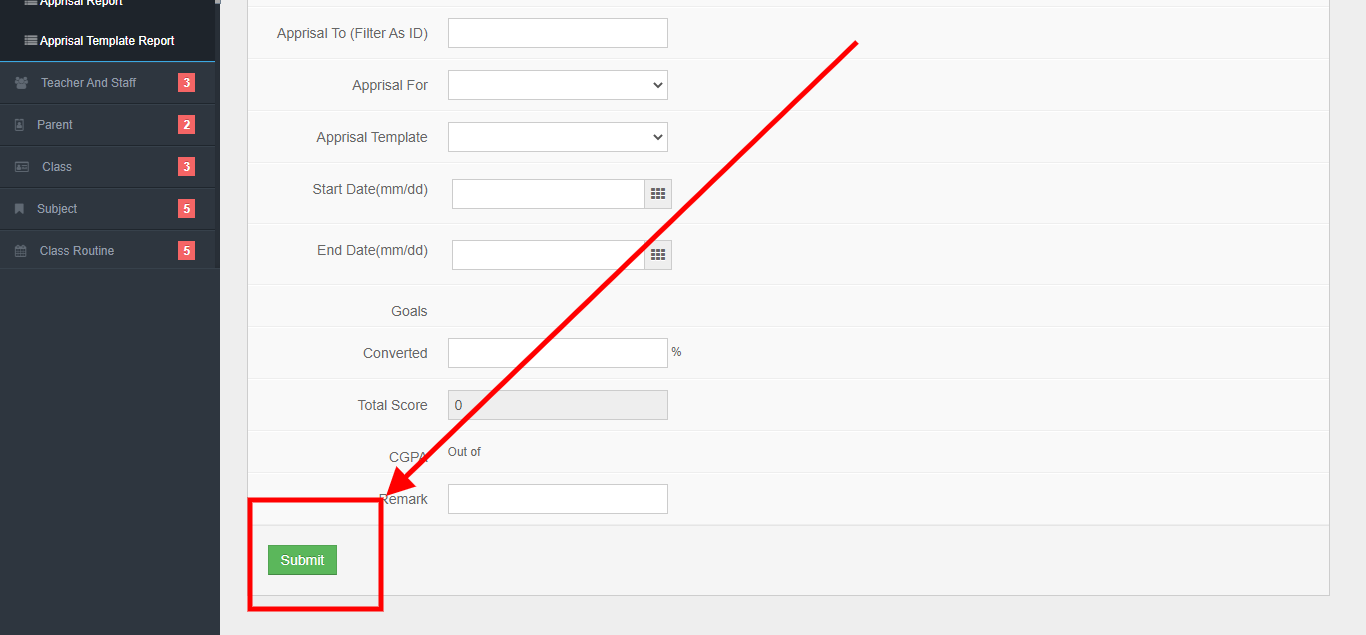 Apprisal Report
Apprisal Template Report
Teacher And Staff 3
Parent 2
Class 3
Subject 5
Class Routine 5
Apprisal To (Filter As ID)
Apprisal For
Apprisal Template
Start Date(mm/dd)
End Date(mm/dd)
Goals
Converted %
Total Score 0
CGPA Out of
Remark
Submit